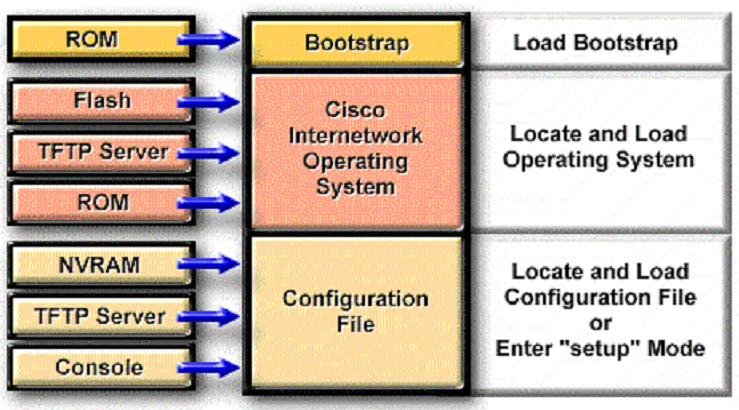 ROM
Bootstrap
Load Bootstrap
Flash
TFTP Server
ROM
Cisco
Internetwork
Operating
System
Locate and Load
Operating System
NVRAM
TFTP Server
Console
Configuration
File
Locate and Load
Configuration File
or
Enter "setup" Mode